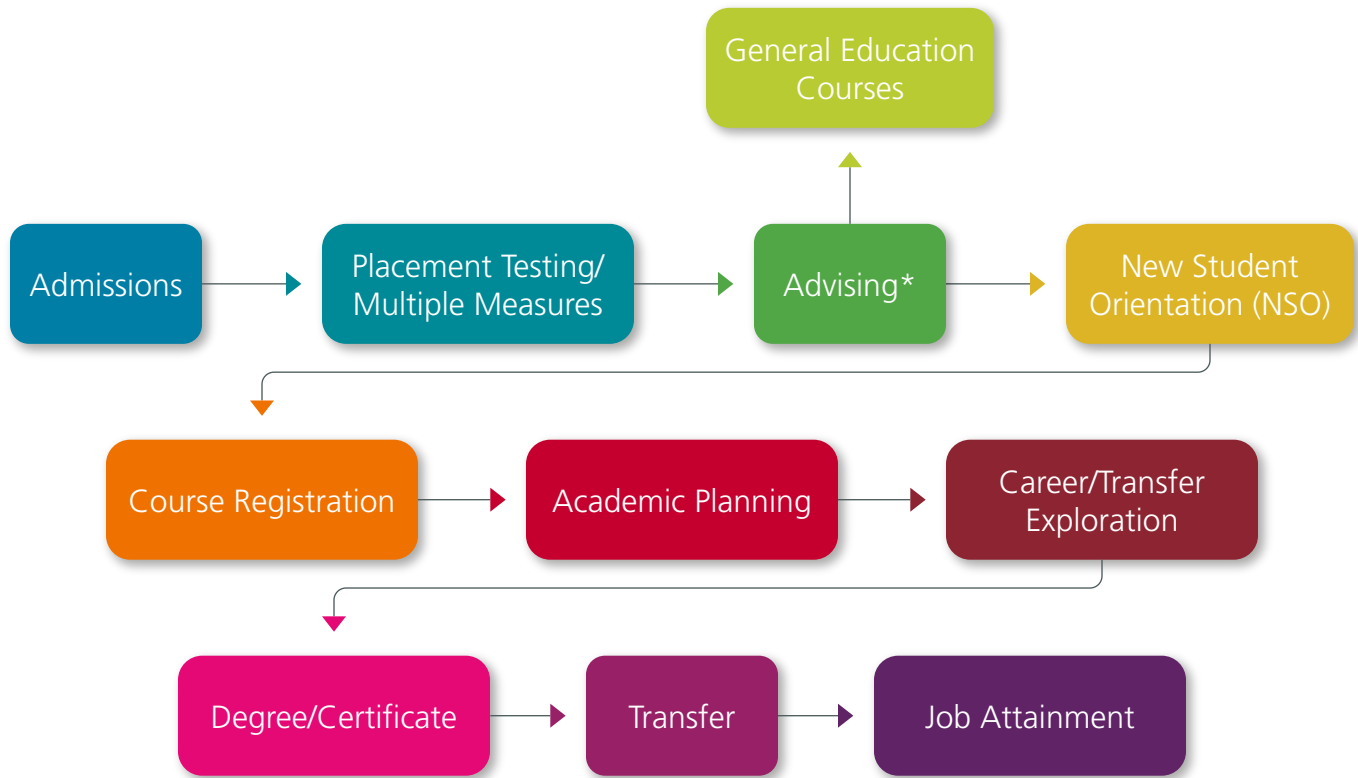 General Education
Courses
Admissions
Placement Testing/
Multiple Measures
Advising*
New Student
Orientation (NSO)
Course Registration
Academic Planning
Career/Transfer
Exploration
Degree/Certificate
Transfer
Job Attainment